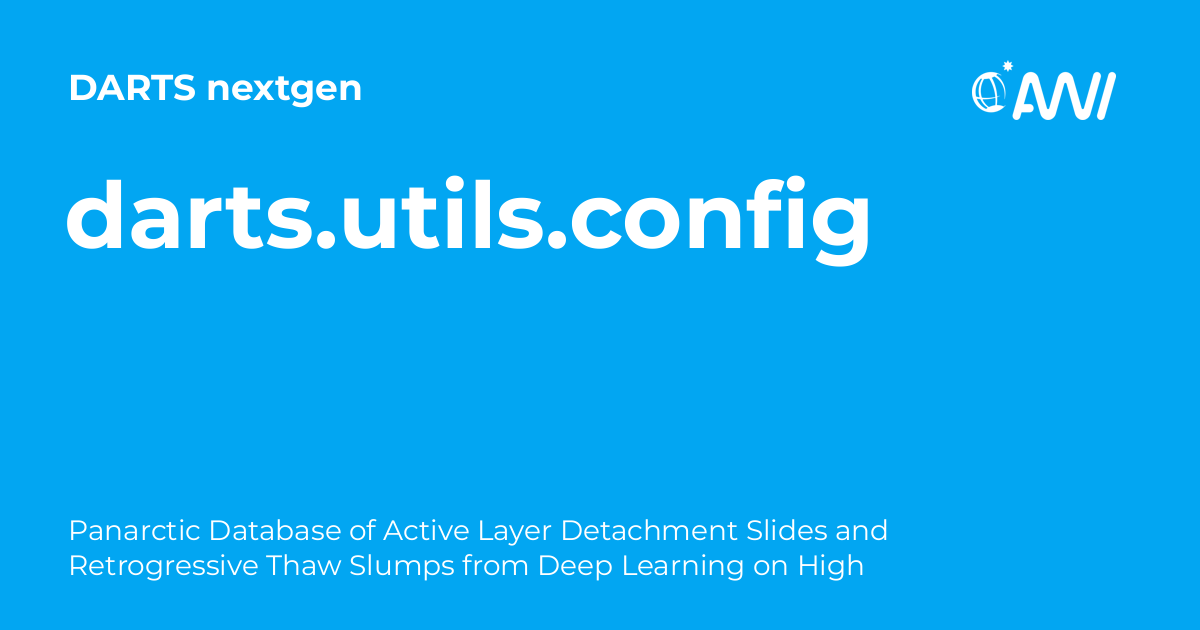 DARTS nextgen
AWI
darts.utils.config
Panarctic Database of Active Layer Detachment Slides and
Retrogressive Thaw Slumps from Deep Learning on High